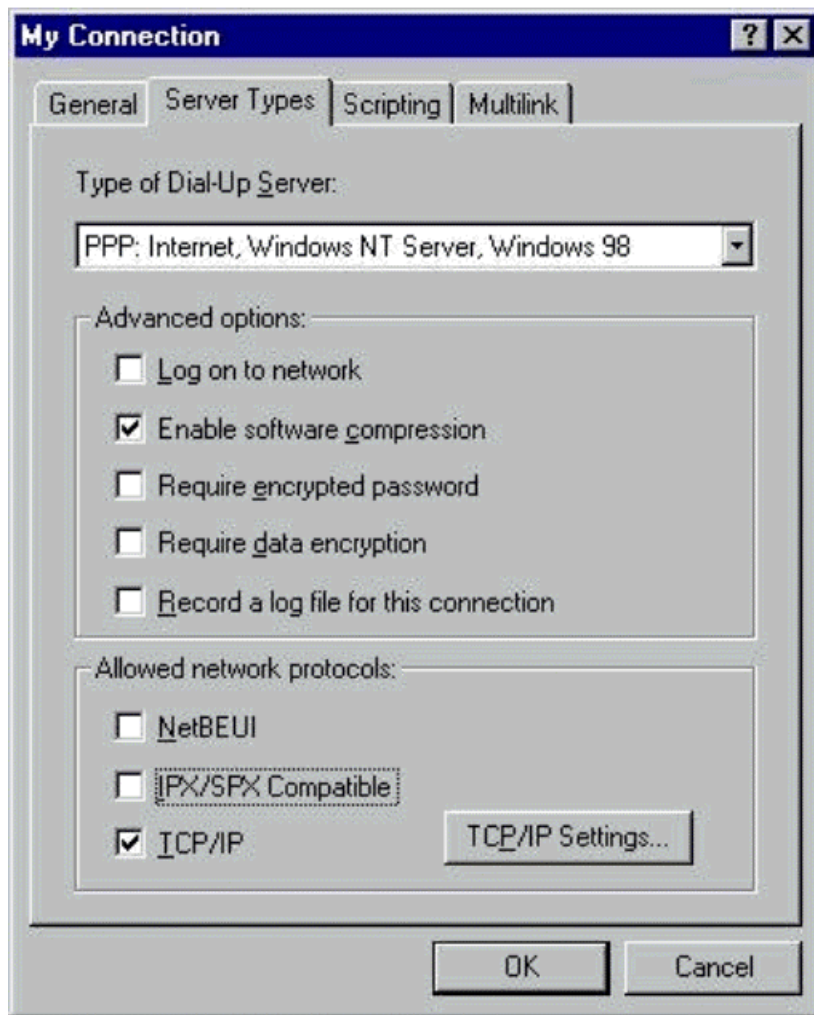 My Connection
General Server Types Scripting Multilink
Type of Dial-Up Server:
PPP: Internet, Windows NT Server, Windows 98
Advanced options:
Log on to network
Enable software compression
Require encrypted password
Require data encryption
Record a log file for this connection
Allowed network protocols:
NetBEUI
IPX/SPX Compatible
TCP/IP TCP/IP Settings...
OK Cancel